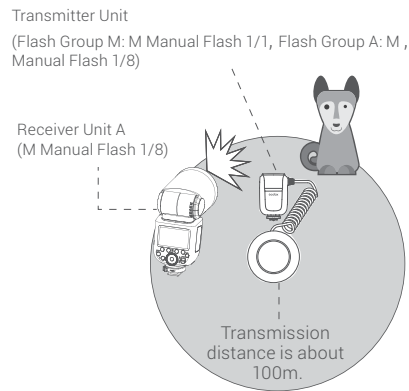 Transmitter Unit
(Flash Group M: M Manual Flash 1/1, Flash Group A: M ,
Manual Flash 1/8)
Receiver Unit A
(M Manual Flash 1/8)
Transmission
distance is about
100m.